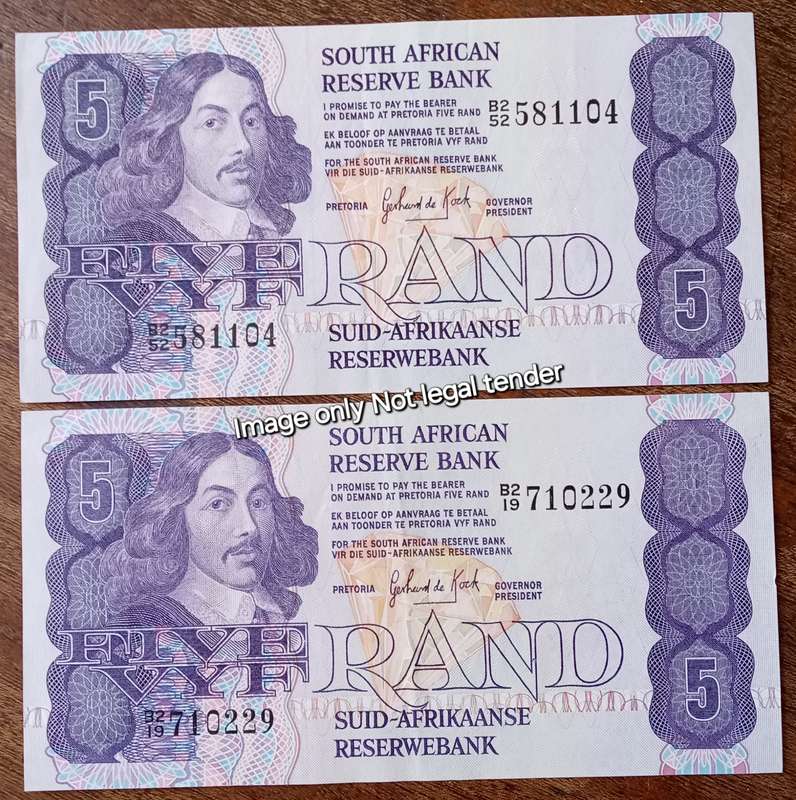 5
SOUTH AFRICAN
RESERVE BANK
I PROMISE TO PAY THE BEARER
ON DEMAND AT PRETORIA FIVE RAND
B2
52 581104
EK BELOOF OP AANVRAAG TE BETAAL
AAN TOONDER TE PRETORIA VYF RAND
FOR THE SOUTH AFRICAN RESERVE BANK
VIR DIE SUID-AFRIKAANSE RESERWEBANK
PRETORIA Gerhard de Kock GOVERNOR
PRESIDENT
FIVE
VYF RAND
5
B2
52 581104
SUID-AFRIKAANSE
RESERWEBANK
Image only Not legal tender
5
SOUTH AFRICAN
RESERVE BANK
I PROMISE TO PAY THE BEARER
ON DEMAND AT PRETORIA FIVE RAND
B2
19 710229
EK BELOOF OP AANVRAAG TE BETAAL
AAN TOONDER TE PRETORIA VYF RAND
FOR THE SOUTH AFRICAN RESERVE BANK
VIR DIE SUID-AFRIKAANSE RESERWEBANK
PRETORIA Gerhard de Kock GOVERNOR
PRESIDENT
FIVE
VYF RAND
5
B2
19 710229
SUID-AFRIKAANSE
RESERWEBANK